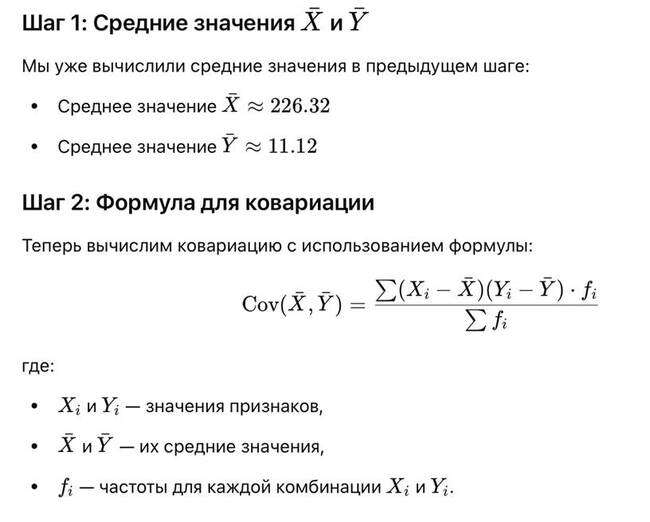 Шаг 1: Средние значения X̄ и Ȳ
Мы уже вычислили средние значения в предыдущем шаге:
• Среднее значение X̄ ≈ 226.32
• Среднее значение Ȳ ≈ 11.12
Шаг 2: Формула для ковариации
Теперь вычислим ковариацию с использованием формулы:
Cov(X̄, Ȳ) = ∑(Xᵢ − X̄)(Yᵢ − Ȳ) · fᵢ / ∑ fᵢ
где:
• Xᵢ и Yᵢ — значения признаков,
• X̄ и Ȳ — их средние значения,
• fᵢ — частоты для каждой комбинации Xᵢ и Yᵢ.